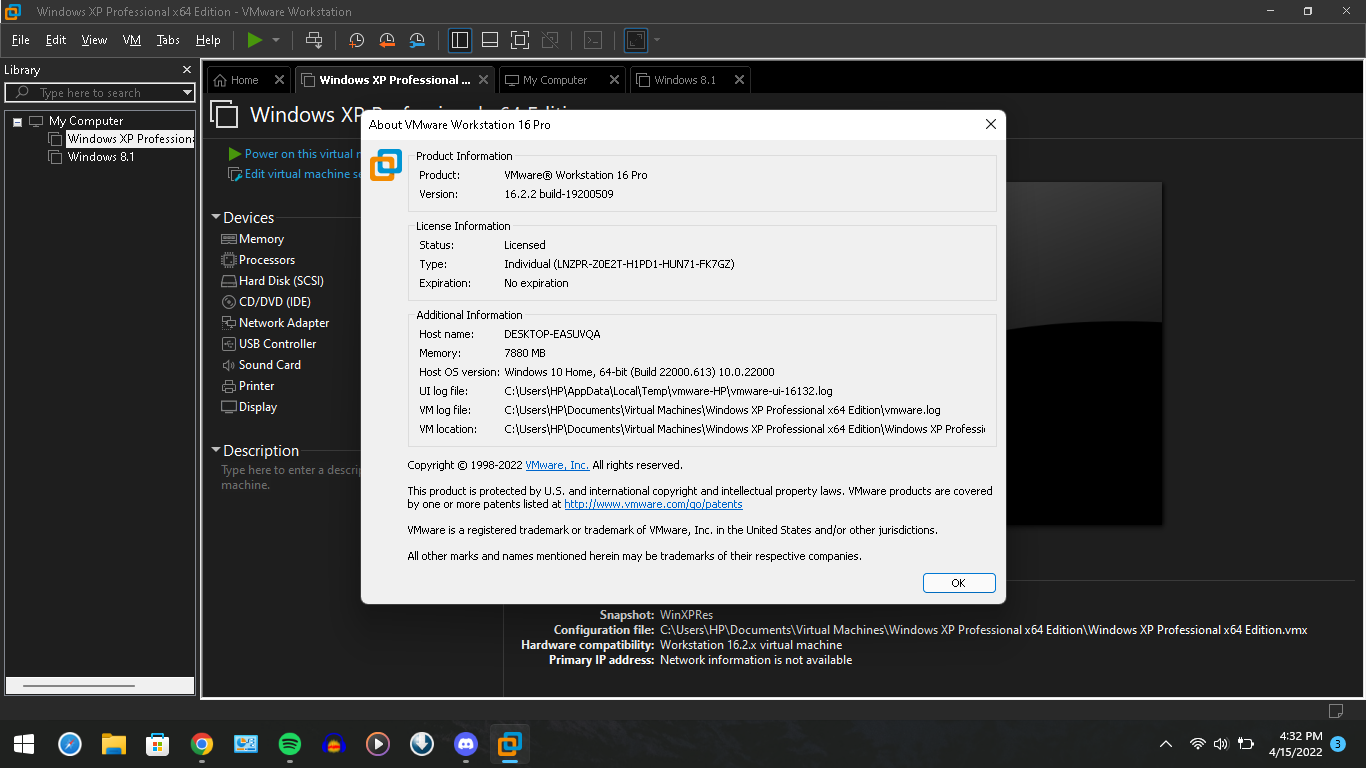 Windows XP Professional x64 Edition - VMware Workstation
File Edit View VM Tabs Help
Library
Type here to search
My Computer
Windows XP Profession
Windows 8.1
Home
Windows XP Professional ...
My Computer
Windows 8.1
Windows XP Professional x64 Edition
Power on this virtual
Edit virtual machine se
Devices
Memory
Processors
Hard Disk (SCSI)
CD/DVD (IDE)
Network Adapter
USB Controller
Sound Card
Printer
Display
Description
Type here to enter a descri
machine.
About VMware Workstation 16 Pro
Product Information
Product: VMware® Workstation 16 Pro
Version: 16.2.2 build-19200509
License Information
Status: Licensed
Type: Individual (LNZPR-Z0E2T-H1PD1-HUN71-FK7GZ)
Expiration: No expiration
Additional Information
Host name: DESKTOP-EASUVQA
Memory: 7880 MB
Host OS version: Windows 10 Home, 64-bit (Build 22000.613) 10.0.22000
UI log file: C:\Users\HP\AppData\Local\Temp\vmware-HP\vmware-ui-16132.log
VM log file: C:\Users\HP\Documents\Virtual Machines\Windows XP Professional x64 Edition\vmware.log
VM location: C:\Users\HP\Documents\Virtual Machines\Windows XP Professional x64 Edition\Windows XP Professi
Copyright © 1998-2022 VMware, Inc. All rights reserved.
This product is protected by U.S. and international copyright and intellectual property laws. VMware products are covered
by one or more patents listed at http://www.vmware.com/go/patents
VMware is a registered trademark or trademark of VMware, Inc. in the United States and/or other jurisdictions.
All other marks and names mentioned herein may be trademarks of their respective companies.
OK
Snapshot: WinXPRes
Configuration file: C:\Users\HP\Documents\Virtual Machines\Windows XP Professional x64 Edition\Windows XP Professional x64 Edition.vmx
Hardware compatibility: Workstation 16.2.x virtual machine
Primary IP address: Network information is not available
4:32 PM
4/15/2022
3